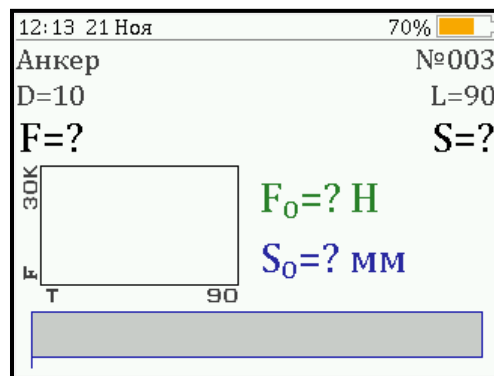 12:13 21 Ноя 70%
Анкер №003
D=10 L=90
F=? S=?
30K
F₀=? Н
S₀=? мм
F
T 90